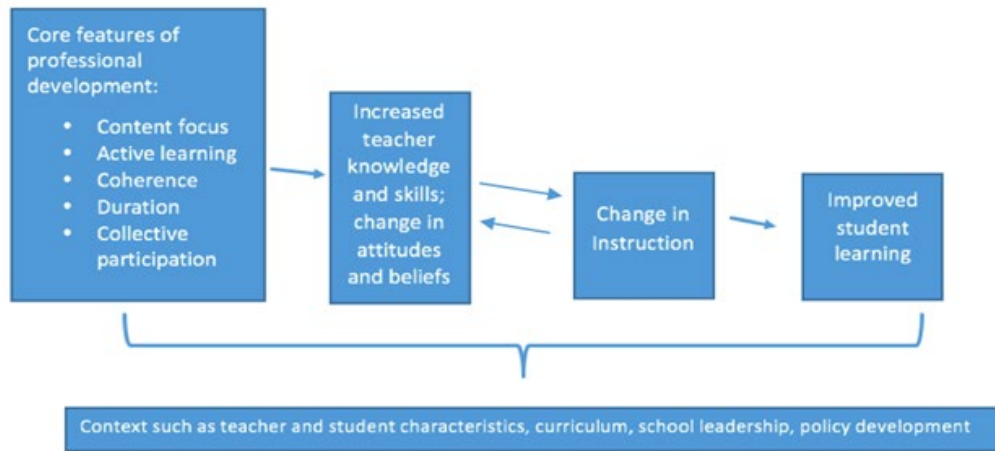 Core features of
professional
development:
• Content focus
• Active learning
• Coherence
• Duration
• Collective
participation
Increased
teacher
knowledge
and skills;
change in
attitudes
and beliefs
Change in
Instruction
Improved
student
learning
Context such as teacher and student characteristics, curriculum, school leadership, policy development